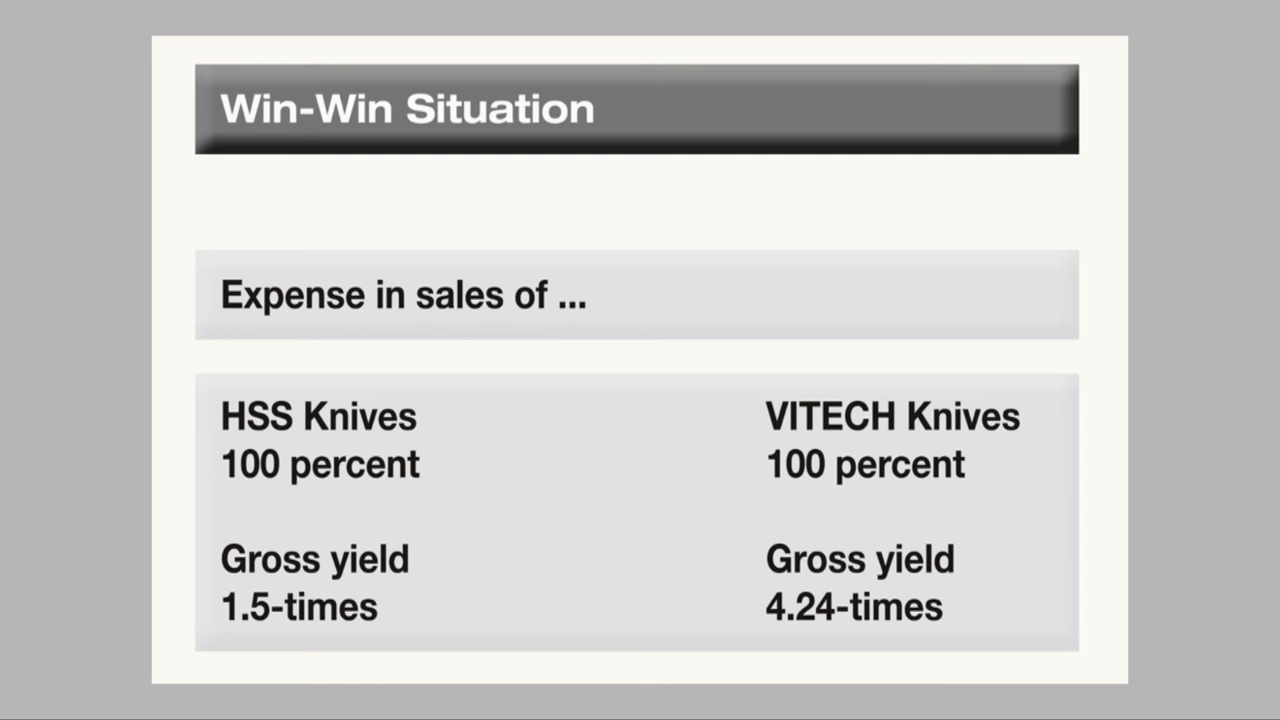 Win-Win Situation
Expense in sales of ...
HSS Knives
100 percent
Gross yield
1.5-times
VITECH Knives
100 percent
Gross yield
4.24-times